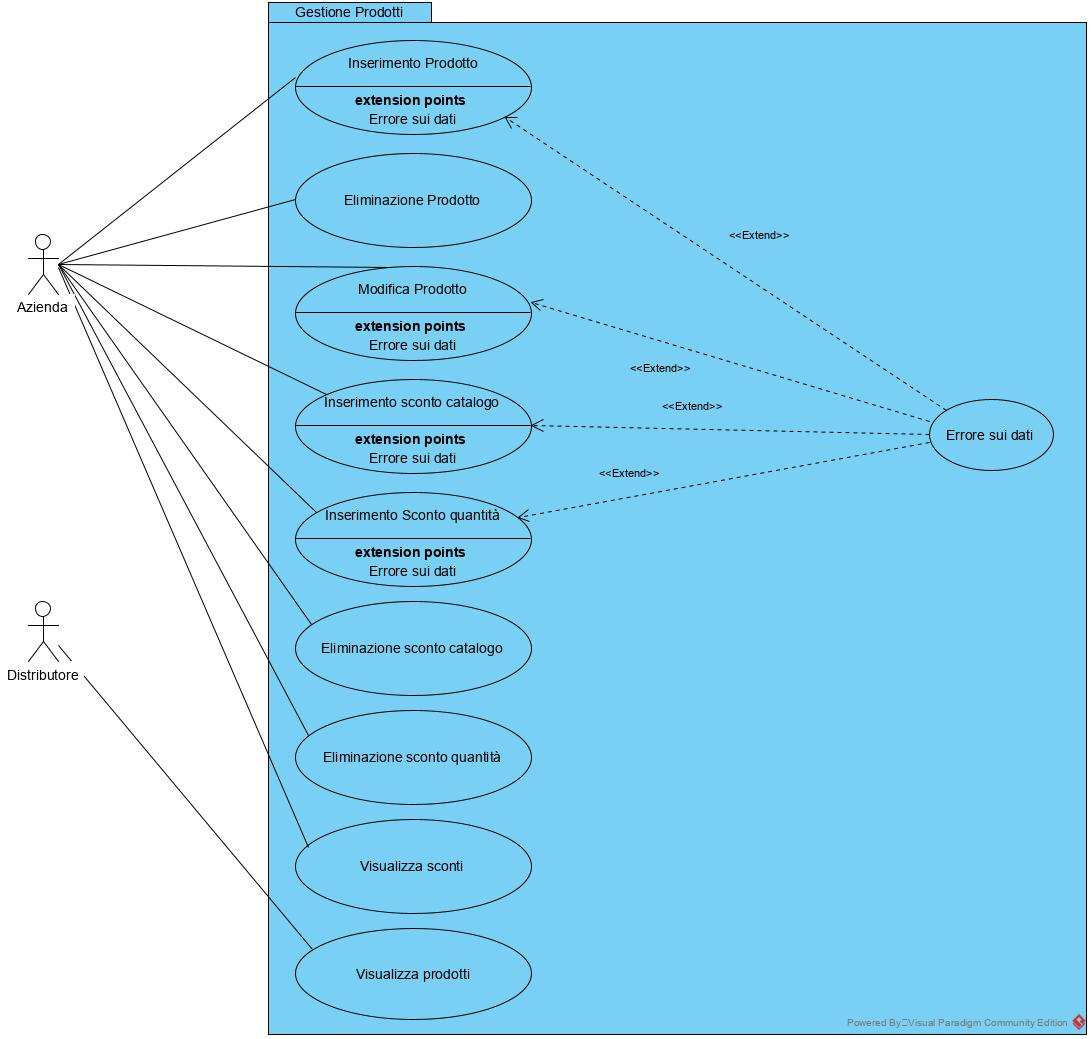 Gestione Prodotti
Inserimento Prodotto
extension points
Errore sui dati
Eliminazione Prodotto
<<Extend>>
Azienda
Modifica Prodotto
extension points
Errore sui dati
<<Extend>>
Inserimento sconto catalogo
extension points
Errore sui dati
<<Extend>>
Errore sui dati
<<Extend>>
Inserimento Sconto quantità
extension points
Errore sui dati
Eliminazione sconto catalogo
Distributore
Eliminazione sconto quantità
Visualizza sconti
Visualizza prodotti
Powered By Visual Paradigm Community Edition